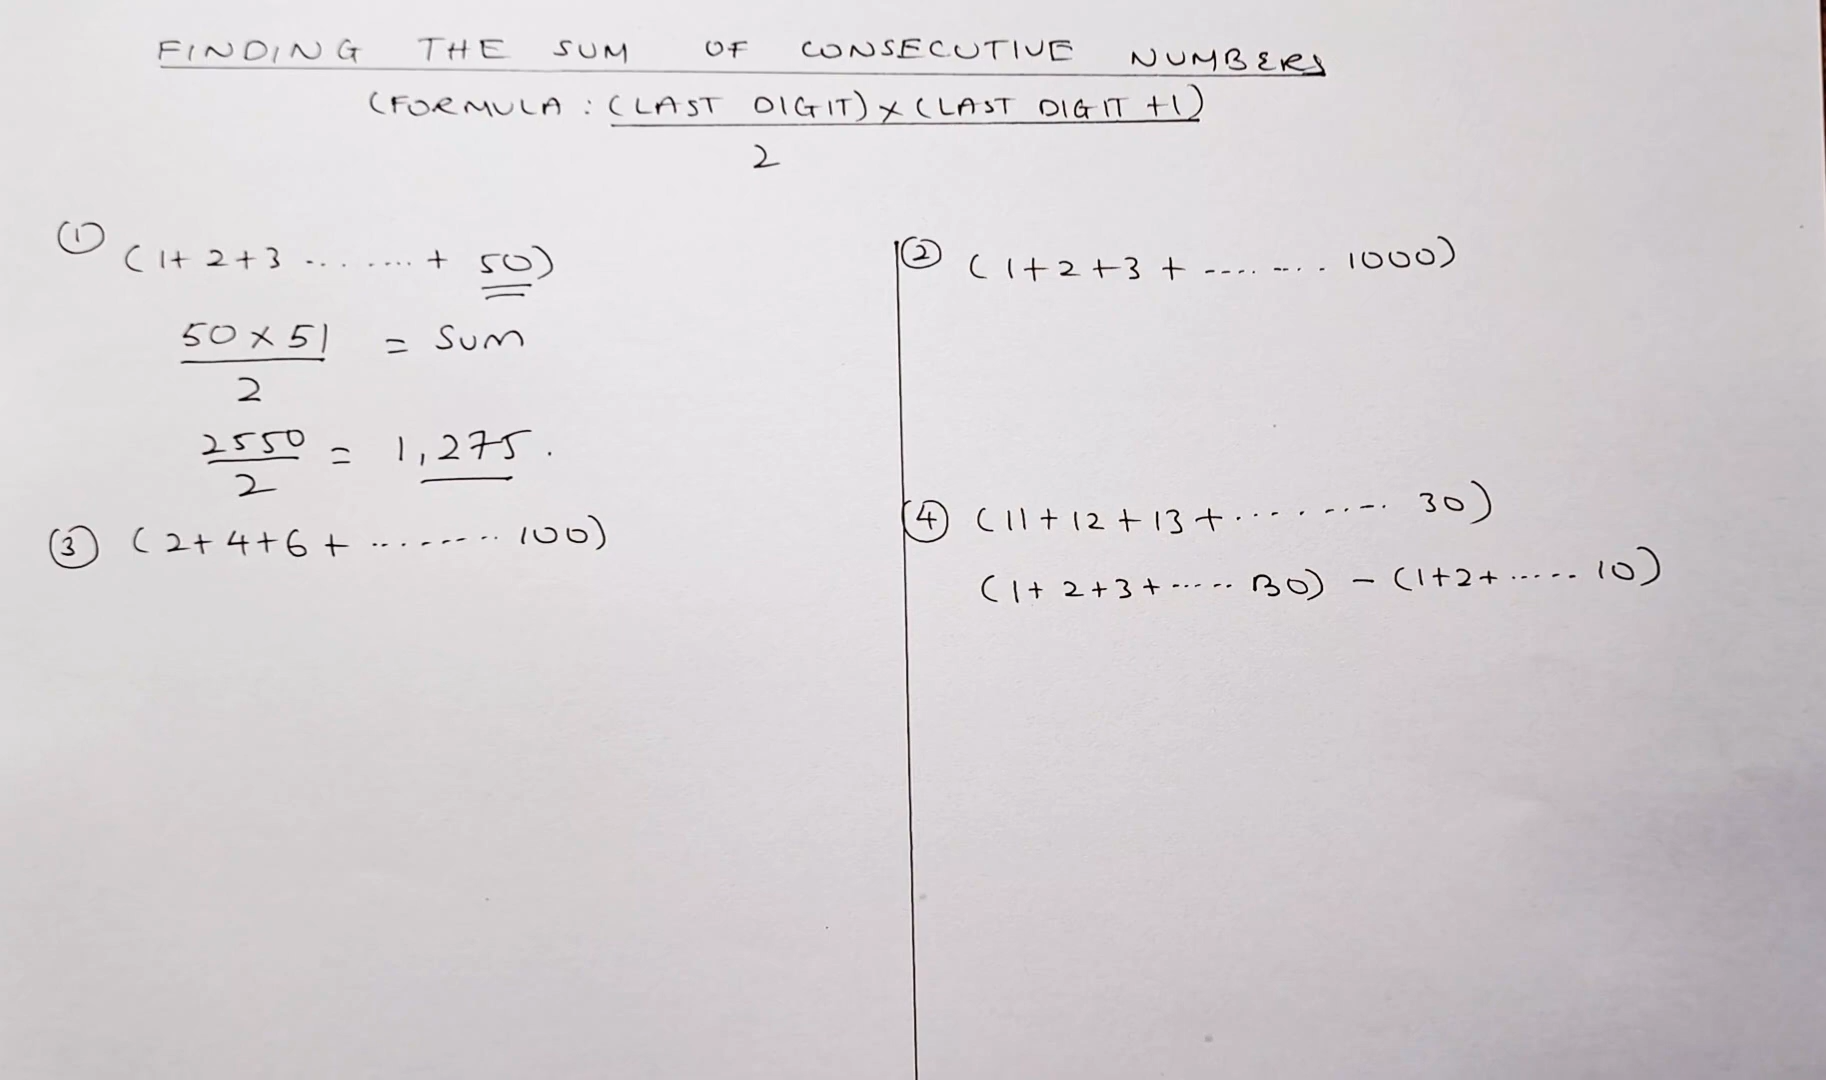 FINDING THE SUM OF CONSECUTIVE NUMBERS
(FORMULA : (LAST DIGIT) × (LAST DIGIT +1)
2
① (1+ 2+3 ........ + 50)
50 × 51 = Sum
2
2550 = 1,275.
2
② (1+2+3 + ........ 1000)
③ (2+4+6+ ......... 100)
④ (11+12+13+......... 30)
(1+2+3+...... 30) - (1+2+..... 10)